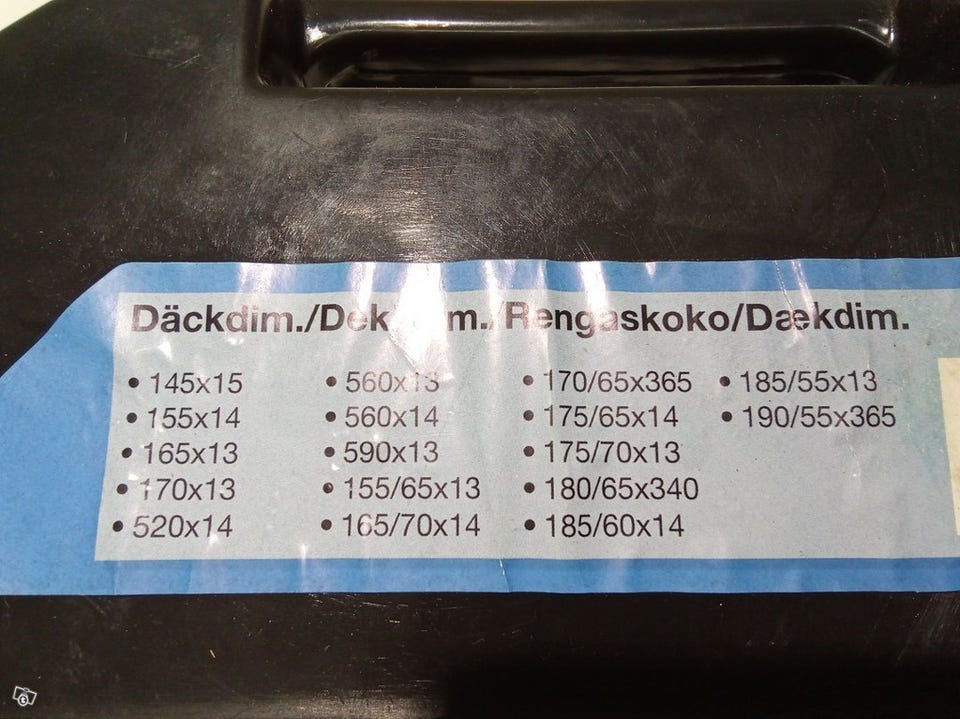 Däckdim./Dek m./Rengaskoko/Dækdim.
• 145x15
• 155x14
• 165x13
• 170x13
• 520x14
• 560x13
• 560x14
• 590x13
• 155/65x13
• 165/70x14
• 170/65x365
• 175/65x14
• 175/70x13
• 180/65x340
• 185/60x14
• 185/55x13
• 190/55x365